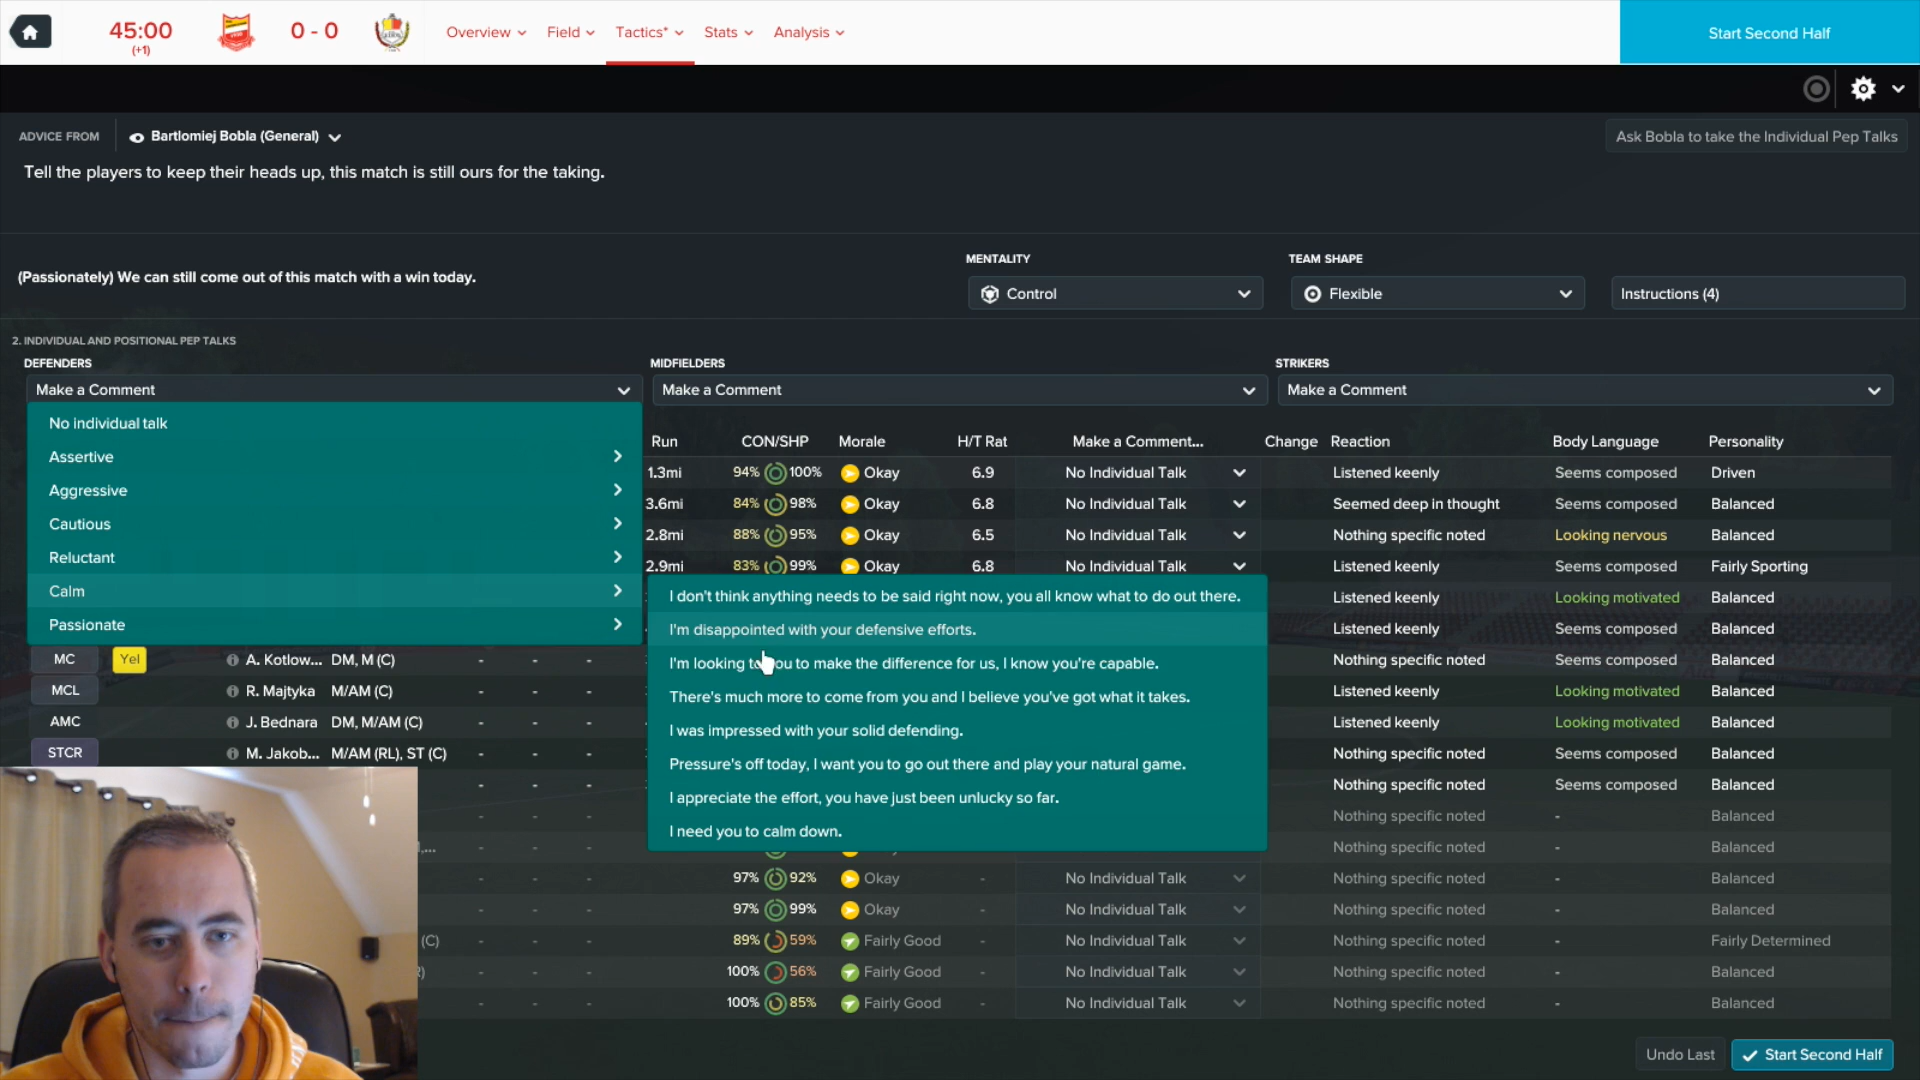 45:00
(+1)
0 - 0
Overview
Field
Tactics*
Stats
Analysis
Start Second Half
ADVICE FROM
Bartlomiej Bobla (General)
Ask Bobla to take the Individual Pep Talks
Tell the players to keep their heads up, this match is still ours for the taking.
(Passionately) We can still come out of this match with a win today.
MENTALITY
Control
TEAM SHAPE
Flexible
Instructions (4)
2. INDIVIDUAL AND POSITIONAL PEP TALKS
DEFENDERS
MIDFIELDERS
STRIKERS
Make a Comment
Make a Comment
Make a Comment
No individual talk
Assertive
Aggressive
Cautious
Reluctant
Calm
Passionate
Run CON/SHP Morale H/T Rat Make a Comment... Change Reaction Body Language Personality
1.3mi 94% 100% Okay 6.9 No Individual Talk Listened keenly Seems composed Driven
3.6mi 84% 98% Okay 6.8 No Individual Talk Seemed deep in thought Seems composed Balanced
2.8mi 88% 95% Okay 6.5 No Individual Talk Nothing specific noted Looking nervous Balanced
2.9mi 83% 99% Okay 6.8 No Individual Talk Listened keenly Seems composed Fairly Sporting
I don't think anything needs to be said right now, you all know what to do out there.
I'm disappointed with your defensive efforts.
I'm looking to you to make the difference for us, I know you're capable.
There's much more to come from you and I believe you've got what it takes.
I was impressed with your solid defending.
Pressure's off today, I want you to go out there and play your natural game.
I appreciate the effort, you have just been unlucky so far.
I need you to calm down.
Listened keenly Looking motivated Balanced
Listened keenly Seems composed Balanced
MC Yel A. Kotlow... DM, M (C) - - - Nothing specific noted Seems composed Balanced
MCL R. Majtyka M/AM (C) - - - Listened keenly Looking motivated Balanced
AMC J. Bednara DM, M/AM (C) - - - Listened keenly Looking motivated Balanced
STCR M. Jakob... M/AM (RL), ST (C) - - - Nothing specific noted Seems composed Balanced
- - - Nothing specific noted Seems composed Balanced
- - - Nothing specific noted - Balanced
- - - Nothing specific noted - Balanced
- - - 97% 92% Okay - No Individual Talk Nothing specific noted - Balanced
- - - 97% 99% Okay - No Individual Talk Nothing specific noted - Balanced
(C) - - - 89% 59% Fairly Good - No Individual Talk Nothing specific noted - Fairly Determined
- - - 100% 56% Fairly Good - No Individual Talk Nothing specific noted - Balanced
- - - 100% 85% Fairly Good - No Individual Talk Nothing specific noted - Balanced
Undo Last
Start Second Half